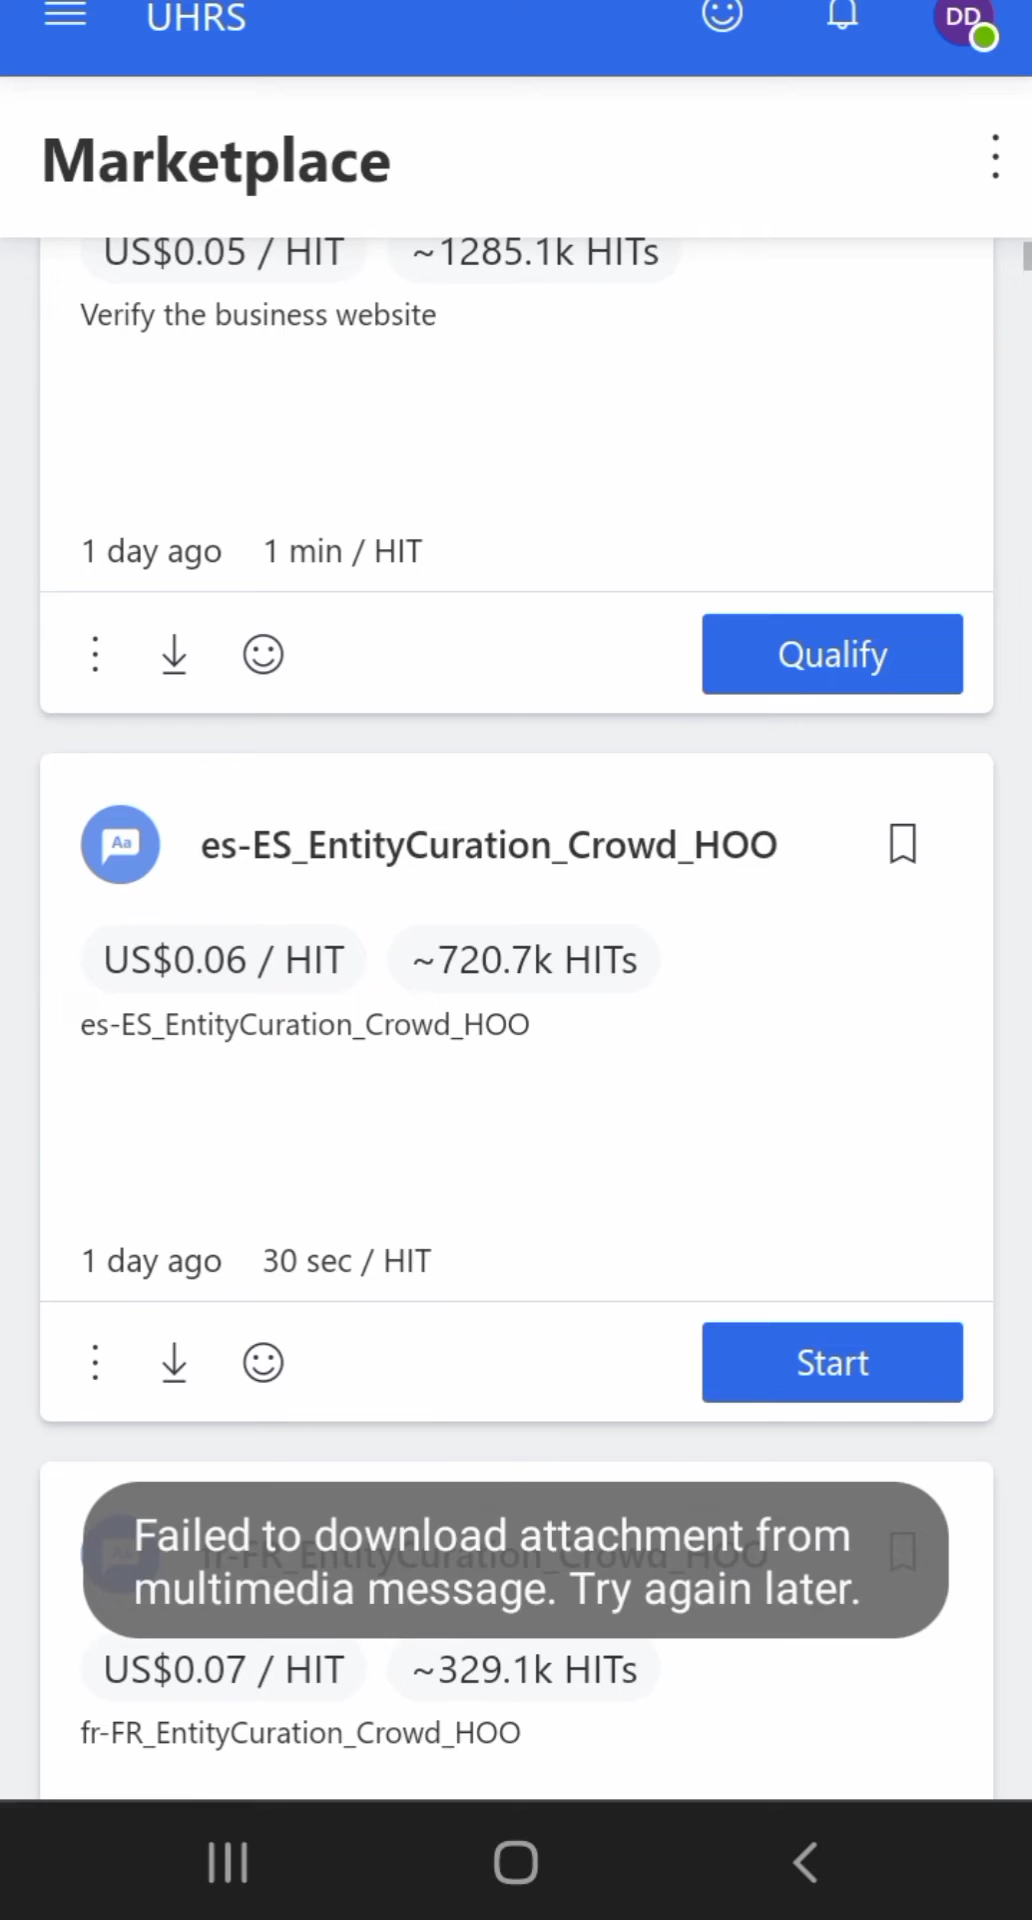 UHRS
DD
Marketplace
US$0.05 / HIT ~1285.1k HITs
Verify the business website
1 day ago 1 min / HIT
Qualify
Aa
es-ES_EntityCuration_Crowd_HOO
US$0.06 / HIT ~720.7k HITs
es-ES_EntityCuration_Crowd_HOO
1 day ago 30 sec / HIT
Start
fr-FR_EntityCuration_Crowd_HOO
Failed to download attachment from
multimedia message. Try again later.
US$0.07 / HIT ~329.1k HITs
fr-FR_EntityCuration_Crowd_HOO